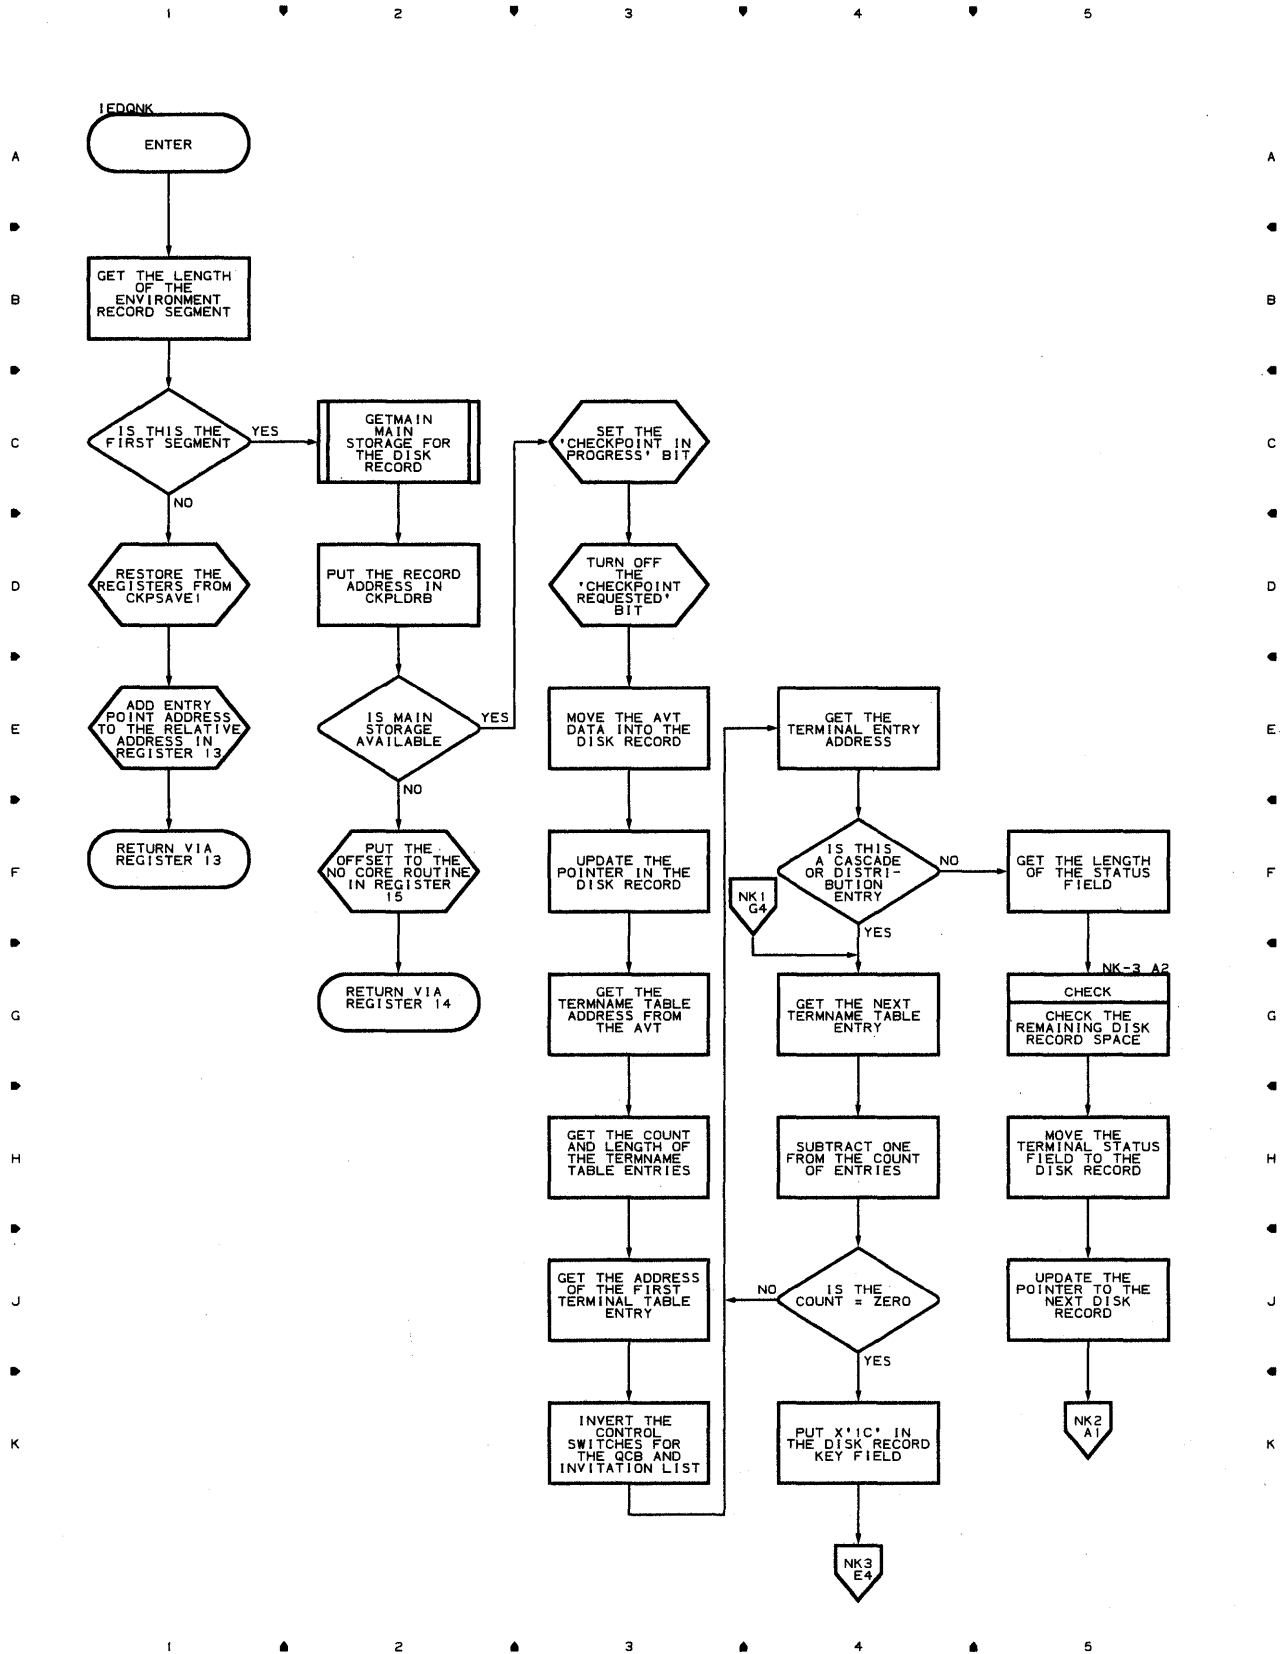 1 2 3 4 5
IEDQNK
ENTER
A A
GET THE LENGTH
OF THE
ENVIRONMENT
RECORD SEGMENT
B B
IS THIS THE
FIRST SEGMENT
YES
NO
GETMAIN
MAIN
STORAGE FOR
THE DISK
RECORD
SET THE
'CHECKPOINT IN
PROGRESS' BIT
C C
RESTORE THE
REGISTERS FROM
CKPSAVE1
PUT THE RECORD
ADDRESS IN
CKPLDRB
TURN OFF
THE
'CHECKPOINT
REQUESTED'
BIT
D D
ADD ENTRY
POINT ADDRESS
TO THE RELATIVE
ADDRESS IN
REGISTER 13
IS MAIN
STORAGE
AVAILABLE
YES
NO
MOVE THE AVT
DATA INTO THE
DISK RECORD
GET THE
TERMINAL ENTRY
ADDRESS
E E
RETURN VIA
REGISTER 13
PUT THE
OFFSET TO THE
NO CORE ROUTINE
IN REGISTER
15
UPDATE THE
POINTER IN THE
DISK RECORD
NK1
G4
IS THIS
A CASCADE
OR DISTRI-
BUTION
ENTRY
NO
YES
GET THE LENGTH
OF THE STATUS
FIELD
F F
RETURN VIA
REGISTER 14
GET THE
TERMNAME TABLE
ADDRESS FROM
THE AVT
GET THE NEXT
TERMNAME TABLE
ENTRY
NK-3 A2
CHECK
CHECK THE
REMAINING DISK
RECORD SPACE
G G
GET THE COUNT
AND LENGTH OF
THE TERMNAME
TABLE ENTRIES
SUBTRACT ONE
FROM THE COUNT
OF ENTRIES
MOVE THE
TERMINAL STATUS
FIELD TO THE
DISK RECORD
H H
GET THE ADDRESS
OF THE FIRST
TERMINAL TABLE
ENTRY
NO
IS THE
COUNT = ZERO
YES
UPDATE THE
POINTER TO THE
NEXT DISK
RECORD
J J
INVERT THE
CONTROL
SWITCHES FOR
THE QCB AND
INVITATION LIST
PUT X'1C' IN
THE DISK RECORD
KEY FIELD
NK2
A1
K K
NK3
E4
1 2 3 4 5